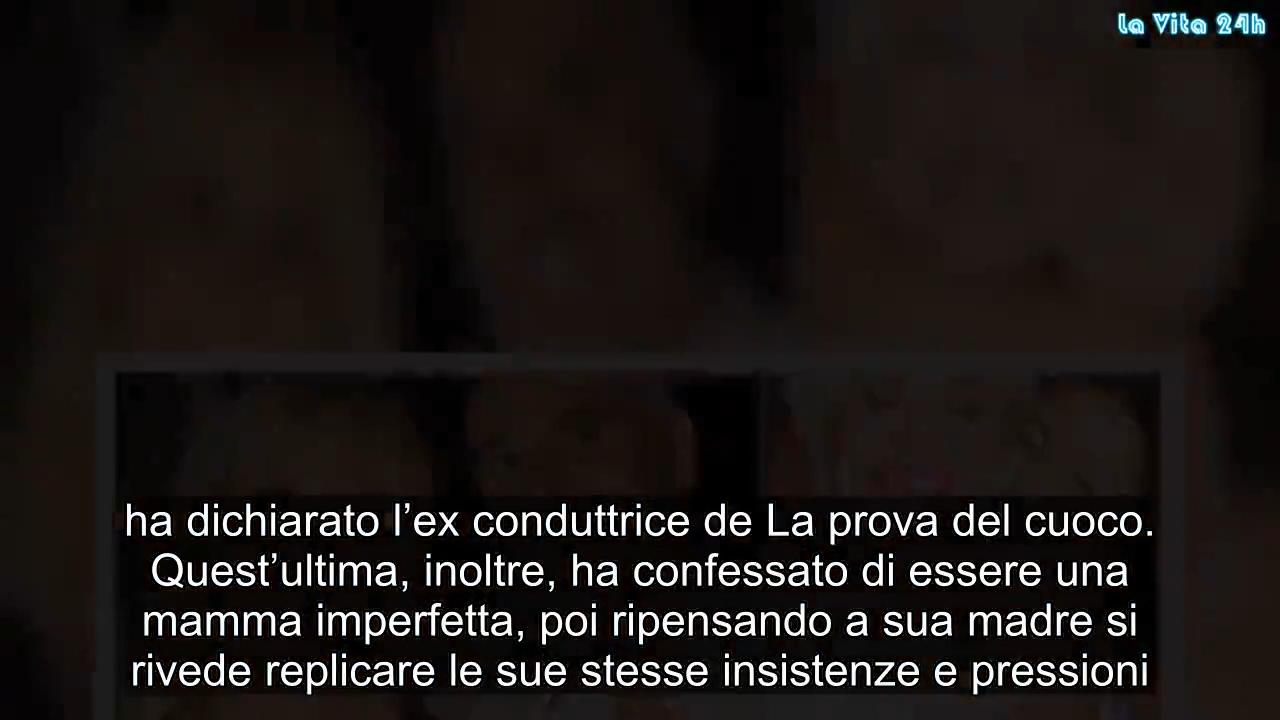 La Vita 24h
ha dichiarato l’ex conduttrice de La prova del cuoco.
Quest’ultima, inoltre, ha confessato di essere una
mamma imperfetta, poi ripensando a sua madre si
rivede replicare le sue stesse insistenze e pressioni